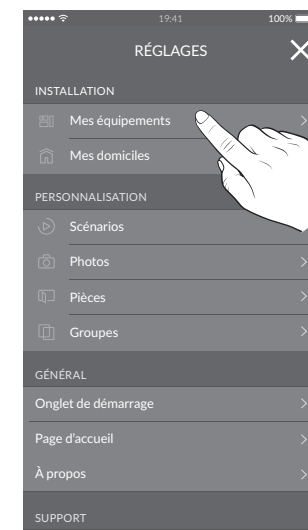 19:41 100%
RÉGLAGES
INSTALLATION
Mes équipements
Mes domiciles
PERSONNALISATION
Scénarios
Photos
Pièces
Groupes
GÉNÉRAL
Onglet de démarrage
Page d'accueil
À propos
SUPPORT